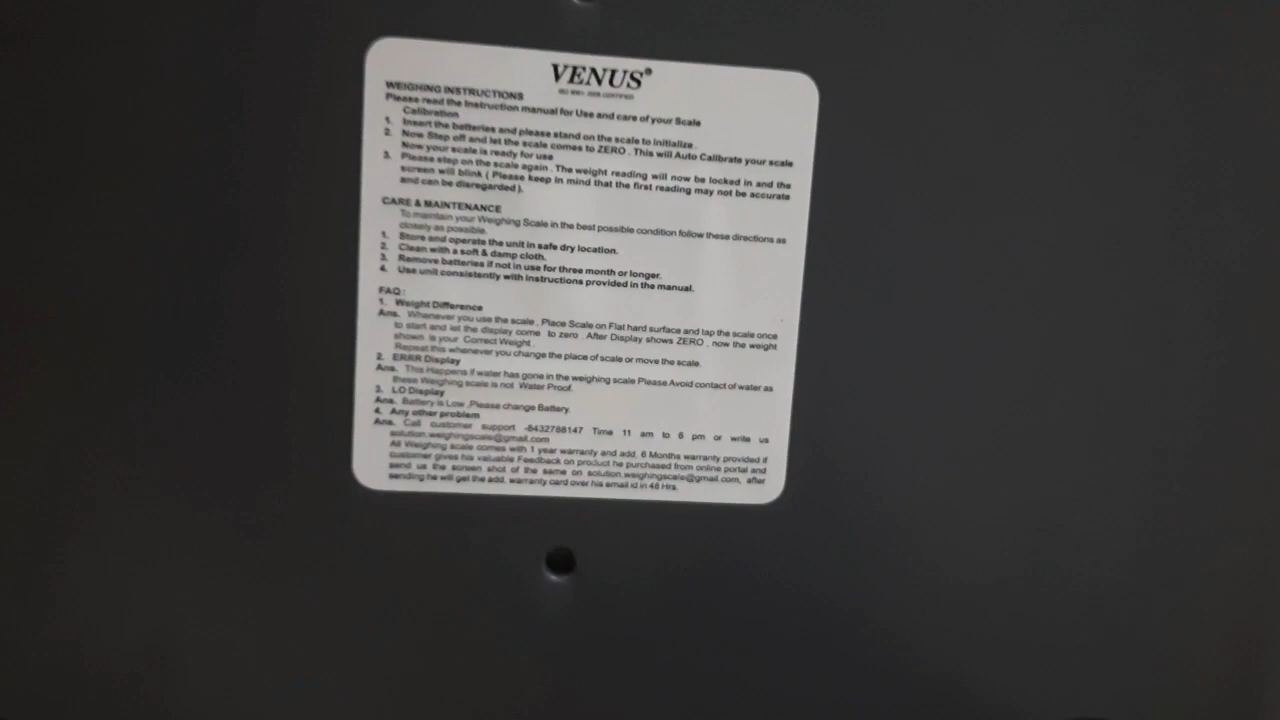 VENUS®
ISO 9001: 2008 CERTIFIED
WEIGHING INSTRUCTIONS
Please read the Instruction manual for Use and care of your Scale
Calibration
1. Insert the batteries and please stand on the scale to initialize.
2. Now Step off and let the scale comes to ZERO . This will Auto Calibrate your scale
Now your scale is ready for use
3. Please step on the scale again . The weight reading will now be locked in and the
screen will blink ( Please keep in mind that the first reading may not be accurate
and can be disregarded ).
CARE & MAINTENANCE
To maintain your Weighing Scale in the best possible condition follow these directions as
closely as possible.
1. Store and operate the unit in safe dry location.
2. Clean with a soft & damp cloth.
3. Remove batteries if not in use for three month or longer.
4. Use unit consistently with instructions provided in the manual.
FAQ :
1. Weight Difference
Ans. Whenever you use the scale , Place Scale on Flat hard surface and tap the scale once
to start and let the display come to zero . After Display shows ZERO , now the weight
shown is your Correct Weight .
Repeat this whenever you change the place of scale or move the scale.
2. ERRR Display
Ans. This Happens if water has gone in the weighing scale Please Avoid contact of water as
these Weighing scale is not Water Proof.
3. LO Display
Ans. Battery is Low ,Please change Battery.
4. Any other problem
Ans. Call customer support -8432788147 Time 11 am to 6 pm or write us
solution.weighingscale@gmail.com
All Weighing scale comes with 1 year warranty and add. 6 Months warranty provided if
customer gives his valuable Feedback on product he purchased from online portal and
send us the screen shot of the same on solution.weighingscale@gmail.com, after
sending he will get the add. warranty card over his email id in 48 Hrs.